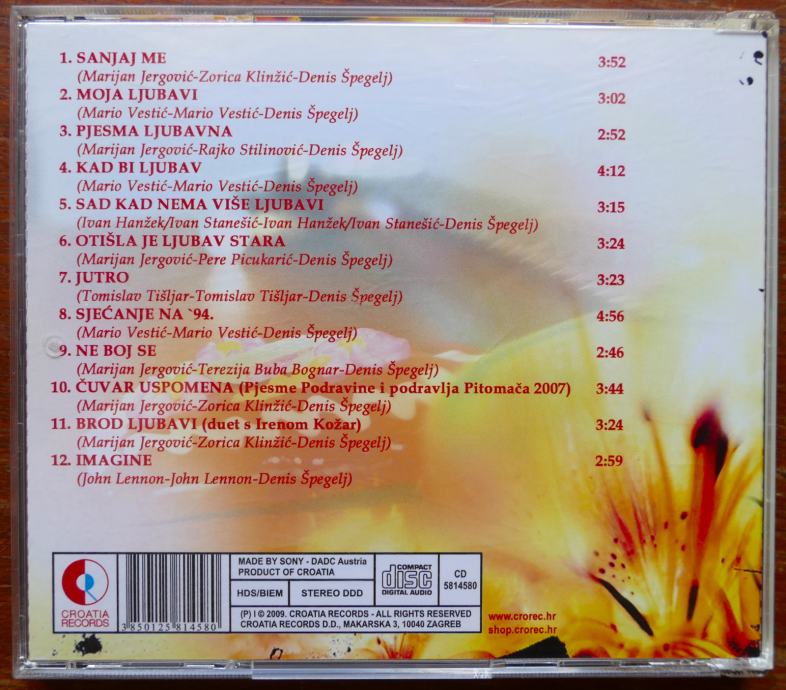 1. SANJAJ ME 3:52
(Marijan Jergović-Zorica Klinžić-Denis Špegelj)
2. MOJA LJUBAVI 3:02
(Mario Vestić-Mario Vestić-Denis Špegelj)
3. PJESMA LJUBAVNA 2:52
(Marijan Jergović-Rajko Stilinović-Denis Špegelj)
4. KAD BI LJUBAV 4:12
(Mario Vestić-Mario Vestić-Denis Špegelj)
5. SAD KAD NEMA VIŠE LJUBAVI 3:15
(Ivan Hanžek/Ivan Stanešić-Ivan Hanžek/Ivan Stanešić-Denis Špegelj)
6. OTIŠLA JE LJUBAV STARA 3:24
(Marijan Jergović-Pere Picukarić-Denis Špegelj)
7. JUTRO 3:23
(Tomislav Tišljar-Tomislav Tišljar-Denis Špegelj)
8. SJEĆANJE NA `94. 4:56
(Mario Vestić-Mario Vestić-Denis Špegelj)
9. NE BOJ SE 2:46
(Marijan Jergović-Terezija Buba Bognar-Denis Špegelj)
10. ČUVAR USPOMENA (Pjesme Podravine i podravlja Pitomača 2007) 3:44
(Marijan Jergović-Zorica Klinžić-Denis Špegelj)
11. BROD LJUBAVI (duet s Irenom Kožar) 3:24
(Marijan Jergović-Zorica Klinžić-Denis Špegelj)
12. IMAGINE 2:59
(John Lennon-John Lennon-Denis Špegelj)
CROATIA
RECORDS
3 850125 814580
MADE BY SONY - DADC Austria
PRODUCT OF CROATIA
HDS/BIEM STEREO DDD
COMPACT
disc
DIGITAL AUDIO
CD
5814580
(P) I © 2009. CROATIA RECORDS - ALL RIGHTS RESERVED
CROATIA RECORDS D.D., MAKARSKA 3, 10040 ZAGREB
www.crorec.hr
shop.crorec.hr